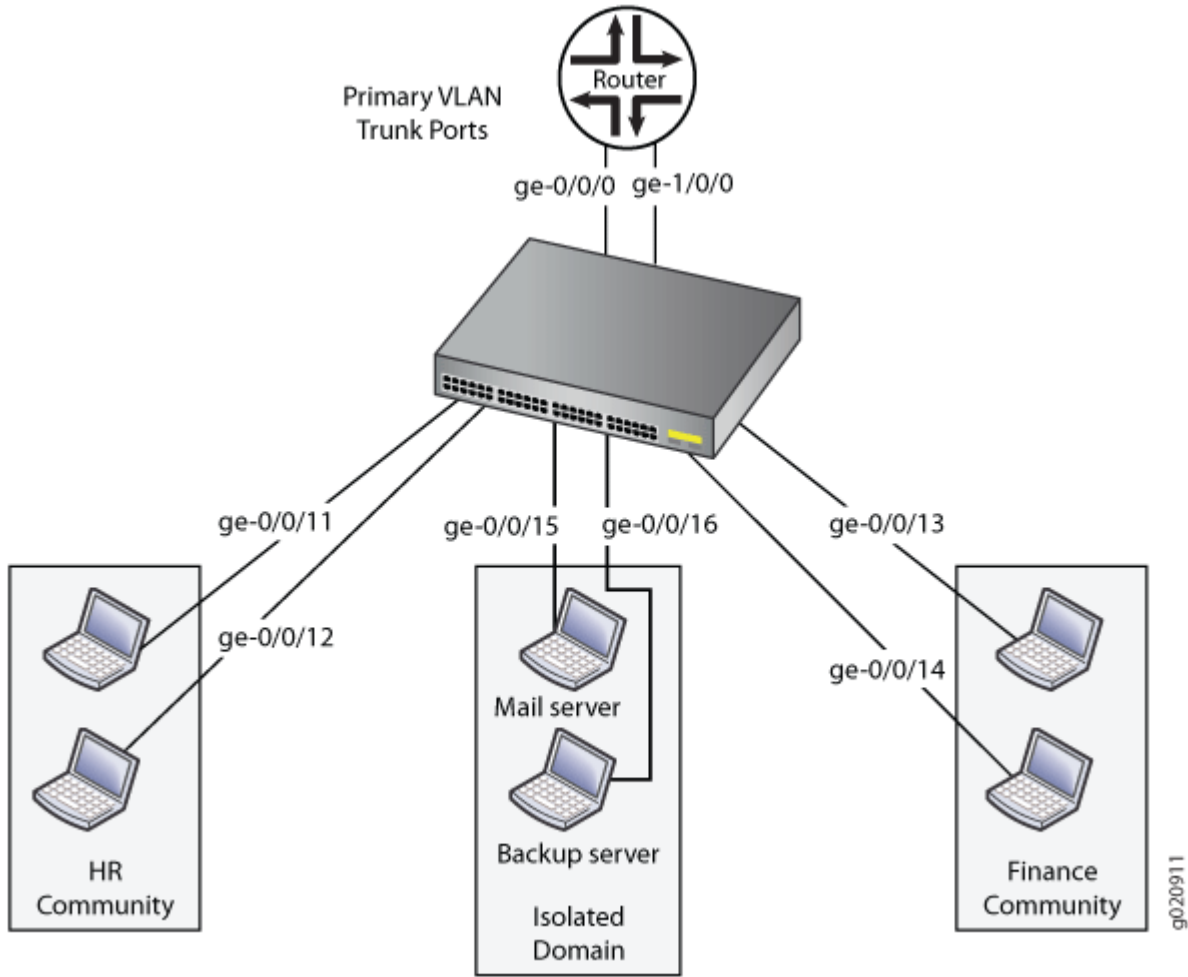 Router
Primary VLAN
Trunk Ports
ge-0/0/0
ge-1/0/0
ge-0/0/11
ge-0/0/15
ge-0/0/16
ge-0/0/13
ge-0/0/12
ge-0/0/14
Mail server
Backup server
HR
Community
Isolated
Domain
Finance
Community
g020911